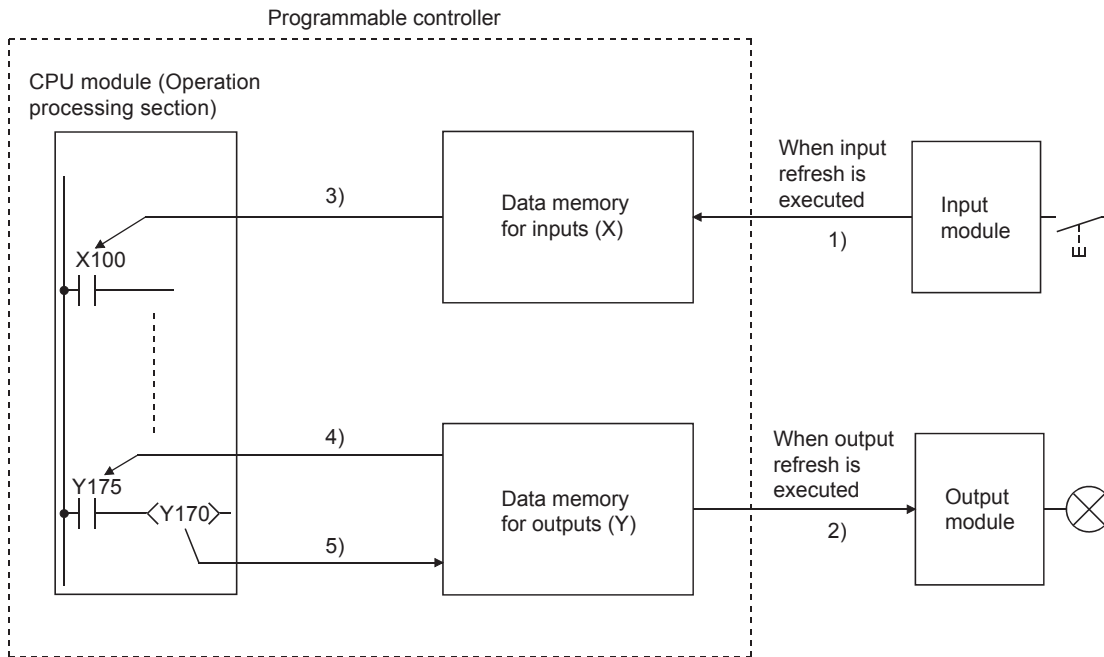 Programmable controller
CPU module (Operation
processing section)
3)
X100
Data memory
for inputs (X)
When input
refresh is
executed
1)
Input
module
4)
Y175
Y170
5)
Data memory
for outputs (Y)
When output
refresh is
executed
2)
Output
module